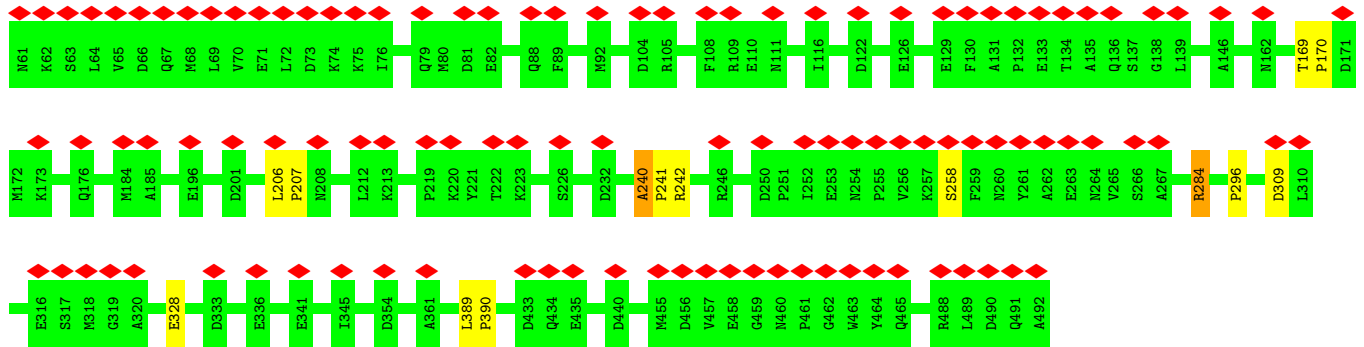 N61 K62 S63 L64 V65 D66 Q67 M68 L69 V70 E71 L72 D73 K74 K75 I76 Q79 M80 D81 E82 Q88 F89 M92 D104 R105 F108 R109 E110 N111 I116 D122 E126 E129 F130 A131 P132 E133 T134 A135 Q136 S137 G138 L139 A146 N162 T169 P170 D171
M172 K173 Q176 M184 A185 E196 D201 L206 P207 N208 L212 K213 P219 K220 Y221 T222 K223 S226 D232 A240 P241 R242 R246 D250 P251 I252 E253 N254 P255 V256 K257 S258 F259 N260 Y261 A262 E263 N264 V265 S266 A267 R284 P296 D309 L310
E316 S317 M318 G319 A320 E328 D333 E336 E341 I345 D354 A361 L389 P390 D433 Q434 E435 D440 M455 D456 V457 E458 G459 N460 P461 G462 W463 Y464 Q465 R488 L489 D490 Q491 A492